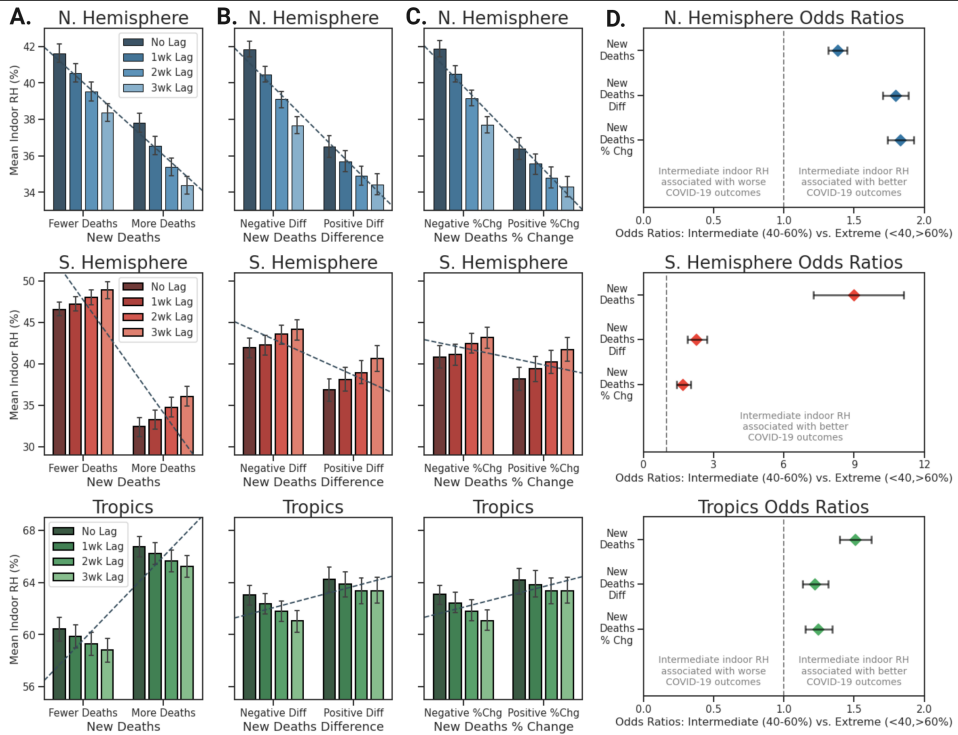 A.
N. Hemisphere
B.
N. Hemisphere
C.
N. Hemisphere
D.
N. Hemisphere Odds Ratios
Mean Indoor RH (%)
42
40
38
36
34
No Lag
1wk Lag
2wk Lag
3wk Lag
Fewer Deaths
More Deaths
New Deaths
Negative Diff
Positive Diff
New Deaths Difference
Negative %Chg
Positive %Chg
New Deaths % Change
New
Deaths
New
Deaths
Diff
New
Deaths
% Chg
Intermediate indoor RH
associated with worse
COVID-19 outcomes
Intermediate indoor RH
associated with better
COVID-19 outcomes
0.0
0.5
1.0
1.5
2.0
Odds Ratios: Intermediate (40-60%) vs. Extreme (<40,>60%)
S. Hemisphere
S. Hemisphere
S. Hemisphere
S. Hemisphere Odds Ratios
Mean Indoor RH (%)
50
45
40
35
30
No Lag
1wk Lag
2wk Lag
3wk Lag
Fewer Deaths
More Deaths
New Deaths
Negative Diff
Positive Diff
New Deaths Difference
Negative %Chg
Positive %Chg
New Deaths % Change
New
Deaths
New
Deaths
Diff
New
Deaths
% Chg
Intermediate indoor RH
associated with better
COVID-19 outcomes
0
3
6
9
12
Odds Ratios: Intermediate (40-60%) vs. Extreme (<40,>60%)
Tropics
Tropics
Tropics
Tropics Odds Ratios
Mean Indoor RH (%)
68
64
60
56
No Lag
1wk Lag
2wk Lag
3wk Lag
Fewer Deaths
More Deaths
New Deaths
Negative Diff
Positive Diff
New Deaths Difference
Negative %Chg
Positive %Chg
New Deaths % Change
New
Deaths
New
Deaths
Diff
New
Deaths
% Chg
Intermediate indoor RH
associated with worse
COVID-19 outcomes
Intermediate indoor RH
associated with better
COVID-19 outcomes
0.0
0.5
1.0
1.5
2.0
Odds Ratios: Intermediate (40-60%) vs. Extreme (<40,>60%)